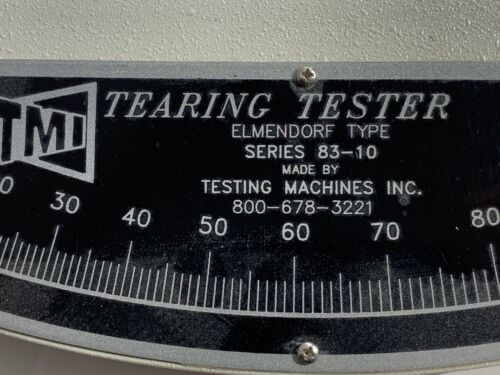 TMI
TEARING TESTER
ELMENDORF TYPE
SERIES 83-10
MADE BY
TESTING MACHINES INC.
800-678-3221
30 40 50 60 70 80